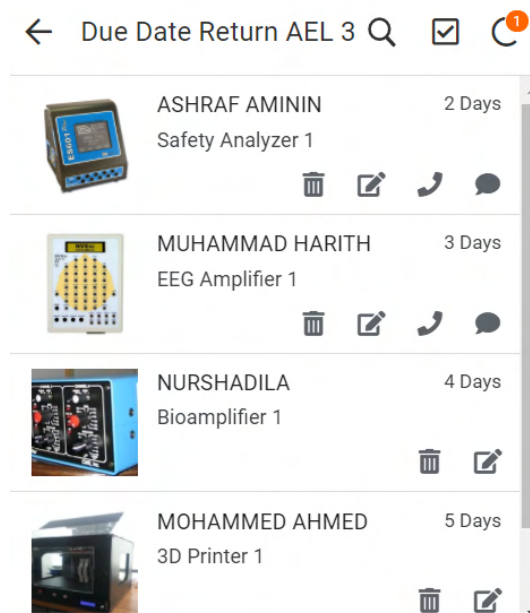 Due Date Return AEL 3
1
ASHRAF AMININ
2 Days
Safety Analyzer 1
ES601
MUHAMMAD HARITH
3 Days
EEG Amplifier 1
NURSHADILA
4 Days
Bioamplifier 1
MOHAMMED AHMED
5 Days
3D Printer 1